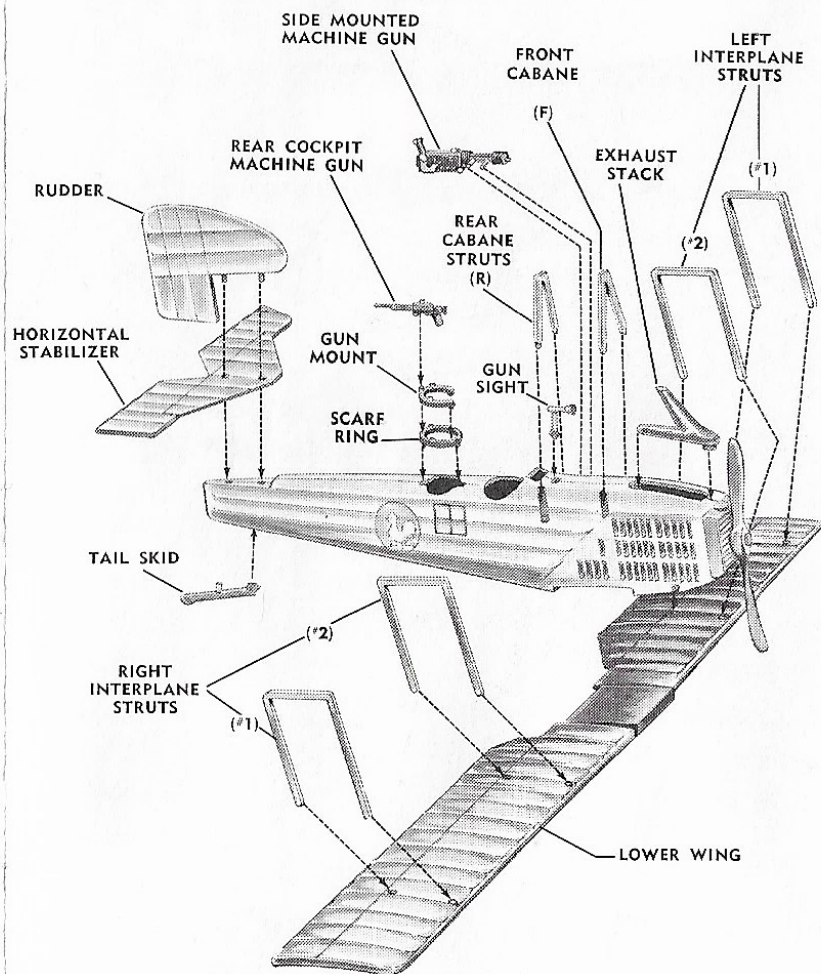 SIDE MOUNTED
MACHINE GUN
FRONT
CABANE
(F)
LEFT
INTERPLANE
STRUTS
(#1)
(#2)
REAR COCKPIT
MACHINE GUN
EXHAUST
STACK
RUDDER
REAR
CABANE
STRUTS
(R)
HORIZONTAL
STABILIZER
GUN
MOUNT
GUN
SIGHT
SCARF
RING
TAIL SKID
(#2)
RIGHT
INTERPLANE
STRUTS
(#1)
LOWER WING